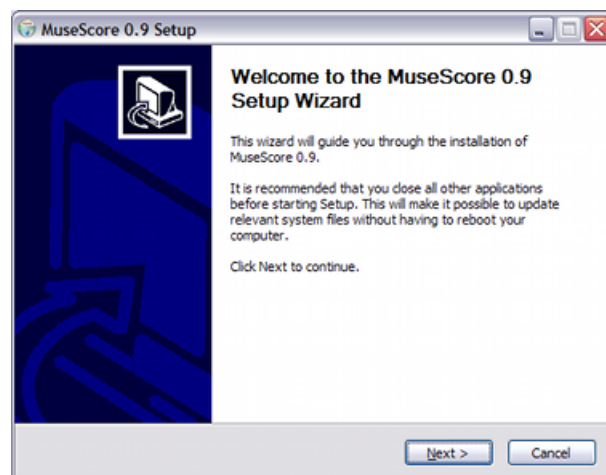 MuseScore 0.9 Setup
Welcome to the MuseScore 0.9
Setup Wizard
This wizard will guide you through the installation of
MuseScore 0.9.
It is recommended that you close all other applications
before starting Setup. This will make it possible to update
relevant system files without having to reboot your
computer.
Click Next to continue.
Next >
Cancel